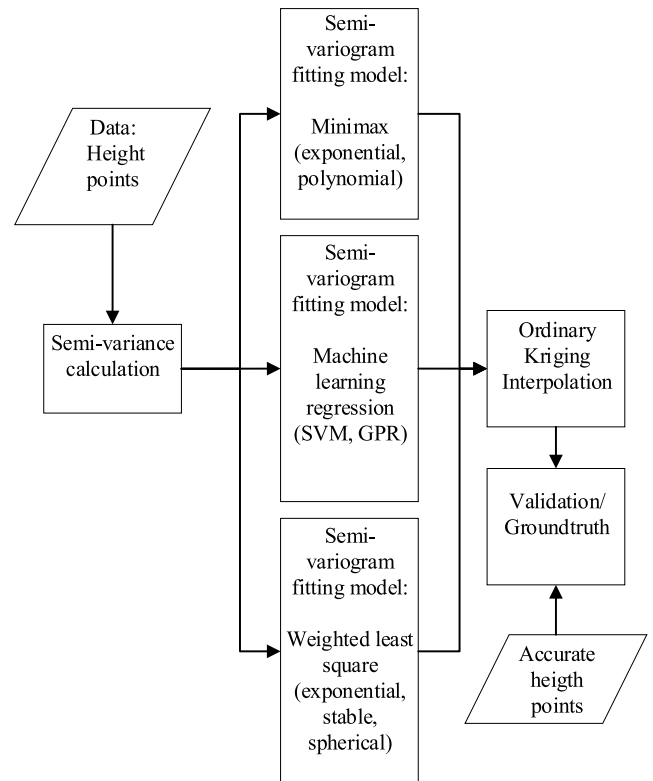 Data:
Height
points
Semi-variance
calculation
Semi-
variogram
fitting model:
Minimax
(exponential,
polynomial)
Semi-
variogram
fitting model:
Machine
learning
regression
(SVM, GPR)
Semi-
variogram
fitting model:
Weighted least
square
(exponential,
stable,
spherical)
Ordinary
Kriging
Interpolation
Validation/
Groundtruth
Accurate
heigth
points